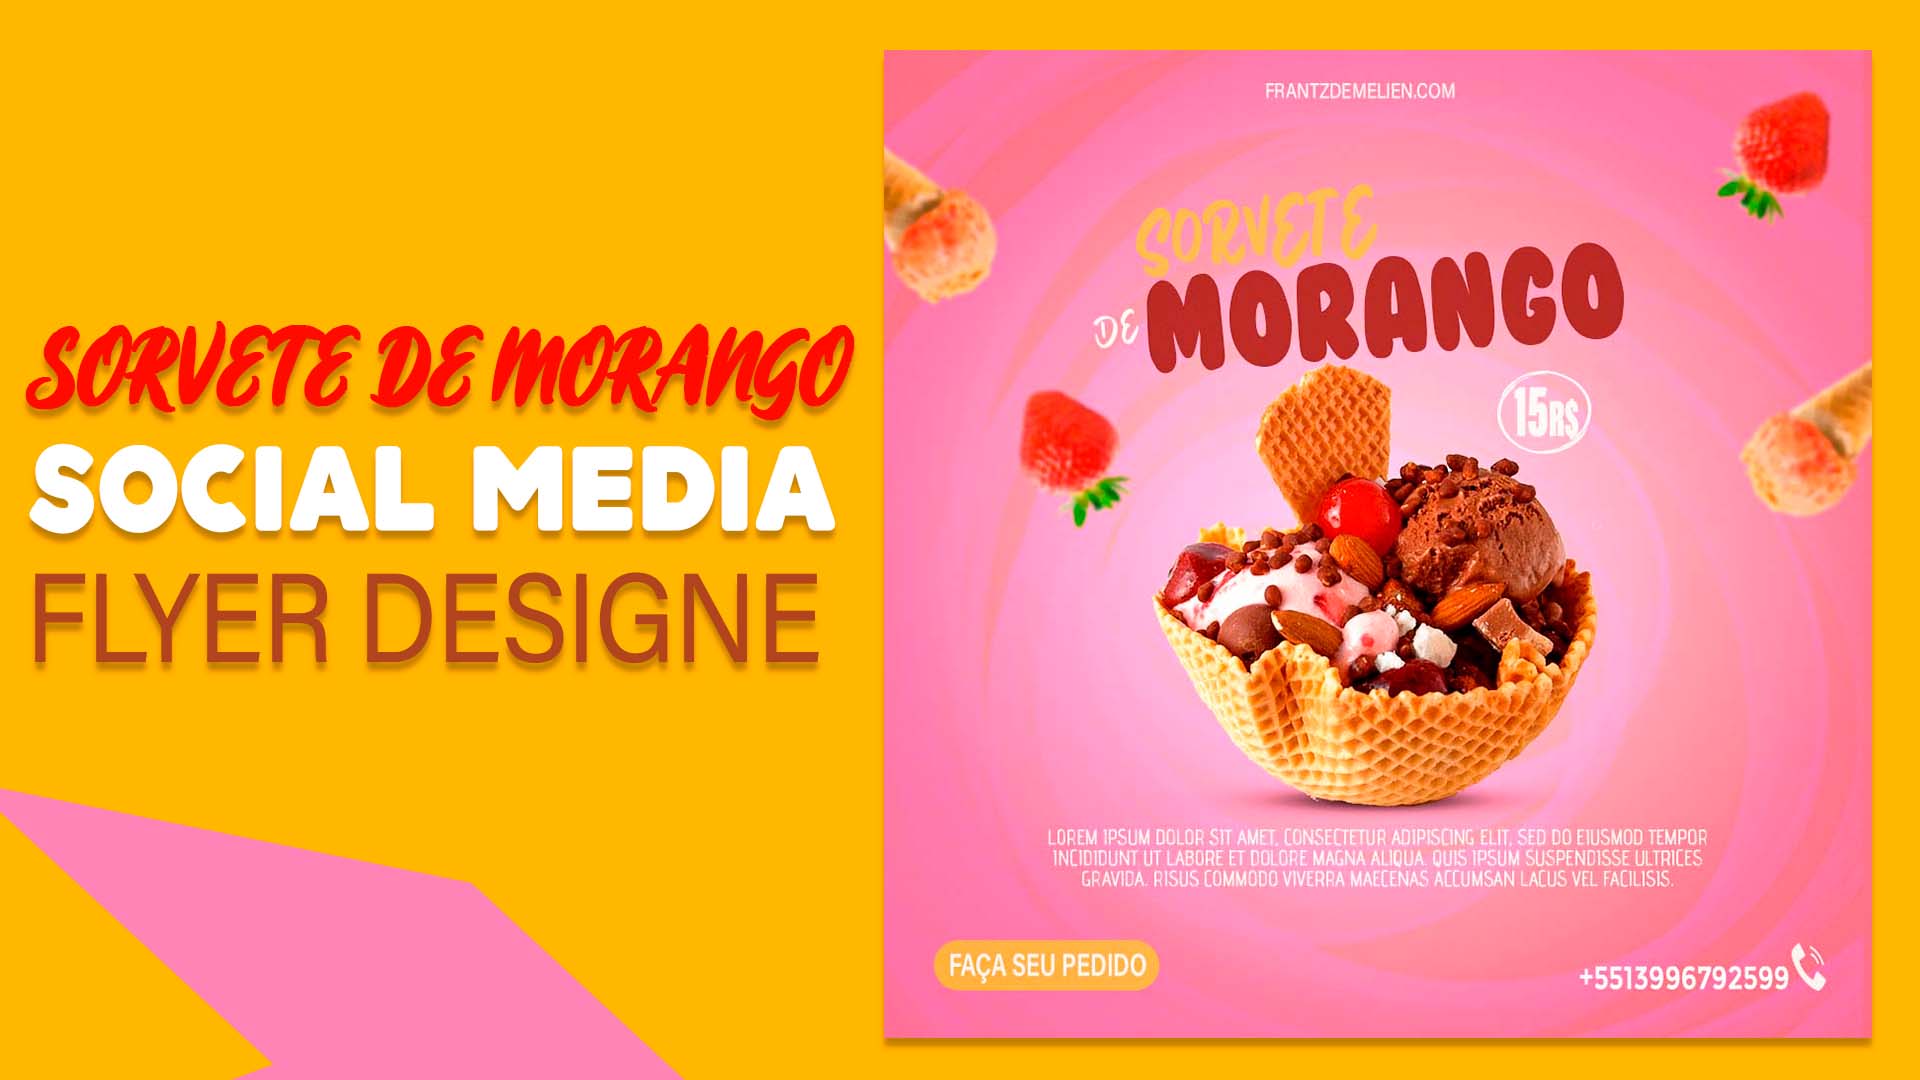 SORVETE DE MORANGO
SOCIAL MEDIA
FLYER DESIGNE
FRANTZDEMELIEN.COM
SORVETE
DE MORANGO
15R$
LOREM IPSUM DOLOR SIT AMET, CONSECTETUR ADIPISCING ELIT, SED DO EIUSMOD TEMPOR
INCIDIDUNT UT LABORE ET DOLORE MAGNA ALIQUA. QUIS IPSUM SUSPENDISSE ULTRICES
GRAVIDA. RISUS COMMODO VIVERRA MAECENAS ACCUMSAN LACUS VEL FACILISIS.
FAÇA SEU PEDIDO
+5513996792599